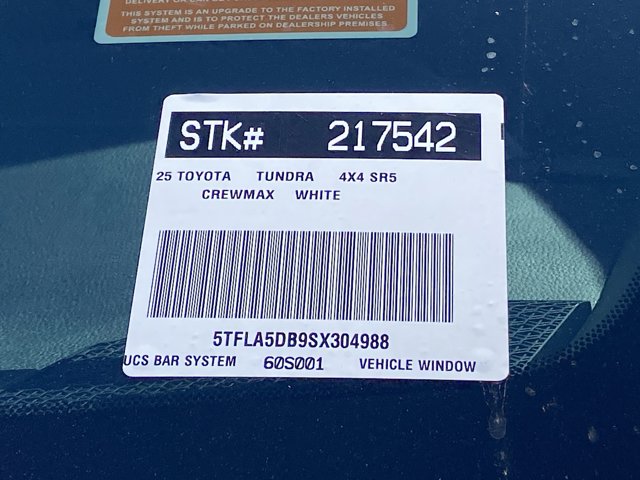 THIS SYSTEM IS AN UPGRADE TO THE FACTORY INSTALLED
SYSTEM AND IS TO PROTECT THE DEALERS VEHICLES
FROM THEFT WHILE PARKED ON DEALERSHIP PREMISES
STK# 217542
25 TOYOTA TUNDRA 4X4 SR5
CREWMAX WHITE
5TFLA5DB9SX304988
UCS BAR SYSTEM 60S001 VEHICLE WINDOW